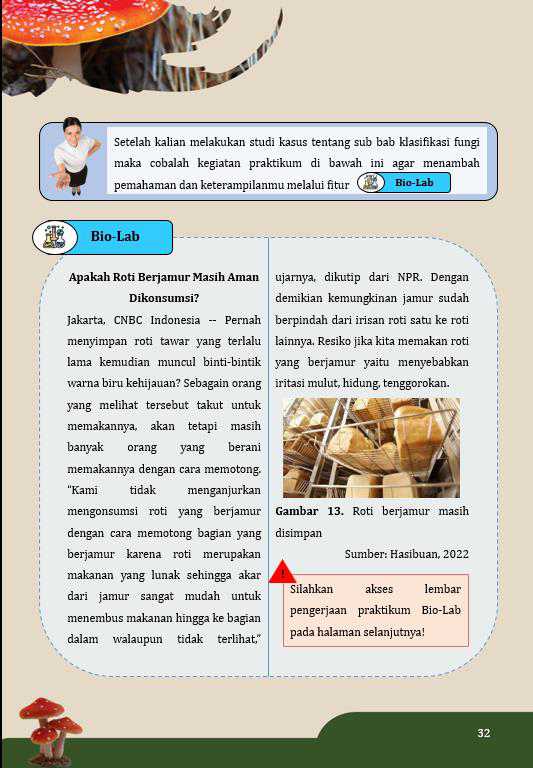 Setelah kalian melakukan studi kasus tentang sub bab klasifikasi fungi
maka cobalah kegiatan praktikum di bawah ini agar menambah
pemahaman dan keterampilanmu melalui fitur Bio-Lab
Bio-Lab
Apakah Roti Berjamur Masih Aman
Dikonsumsi?
Jakarta, CNBC Indonesia -- Pernah
menyimpan roti tawar yang terlalu
lama kemudian muncul binti-bintik
warna biru kehijauan? Sebagain orang
yang melihat tersebut takut untuk
memakannya, akan tetapi masih
banyak orang yang berani
memakannya dengan cara memotong.
"Kami tidak menganjurkan
mengonsumsi roti yang berjamur
dengan cara memotong bagian yang
berjamur karena roti merupakan
makanan yang lunak sehingga akar
dari jamur sangat mudah untuk
menembus makanan hingga ke bagian
dalam walaupun tidak terlihat,"
ujarnya, dikutip dari NPR. Dengan
demikian kemungkinan jamur sudah
berpindah dari irisan roti satu ke roti
lainnya. Resiko jika kita memakan roti
yang berjamur yaitu menyebabkan
iritasi mulut, hidung, tenggorokan.
Gambar 13. Roti berjamur masih
disimpan
Sumber: Hasibuan, 2022
!
Silahkan akses lembar
pengerjaan praktikum Bio-Lab
pada halaman selanjutnya!
32